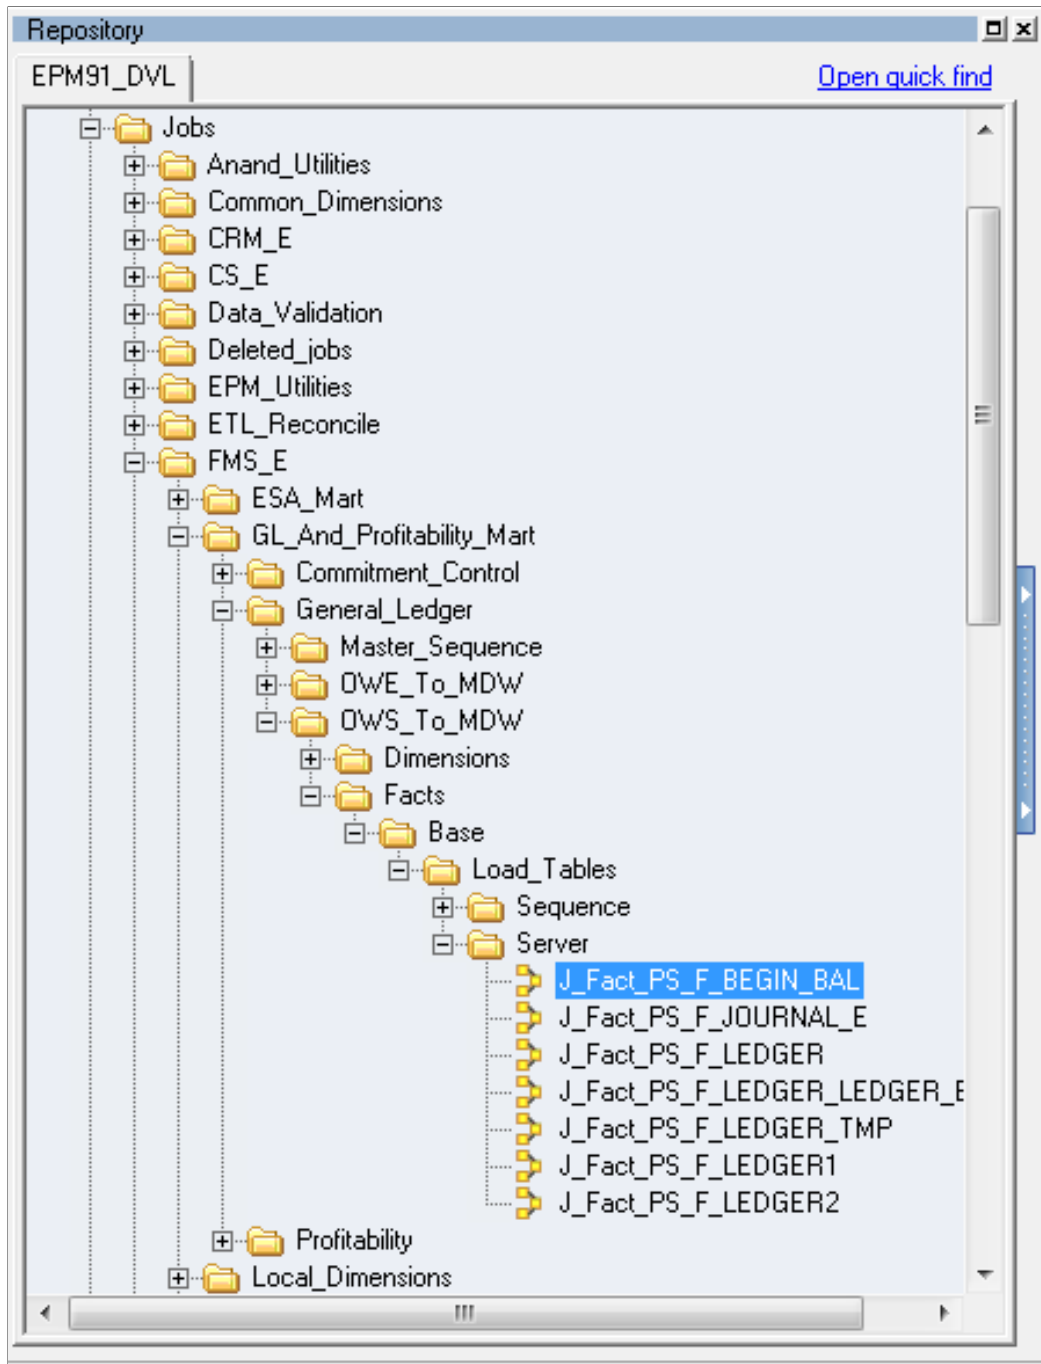 Repository
EPM91_DVL
Open quick find
Jobs
Anand_Utilities
Common_Dimensions
CRM_E
CS_E
Data_Validation
Deleted_jobs
EPM_Utilities
ETL_Reconcile
FMS_E
ESA_Mart
GL_And_Profitability_Mart
Commitment_Control
General_Ledger
Master_Sequence
OWE_To_MDW
OWS_To_MDW
Dimensions
Facts
Base
Load_Tables
Sequence
Server
J_Fact_PS_F_BEGIN_BAL
J_Fact_PS_F_JOURNAL_E
J_Fact_PS_F_LEDGER
J_Fact_PS_F_LEDGER_LEDGER_E
J_Fact_PS_F_LEDGER_TMP
J_Fact_PS_F_LEDGER1
J_Fact_PS_F_LEDGER2
Profitability
Local_Dimensions